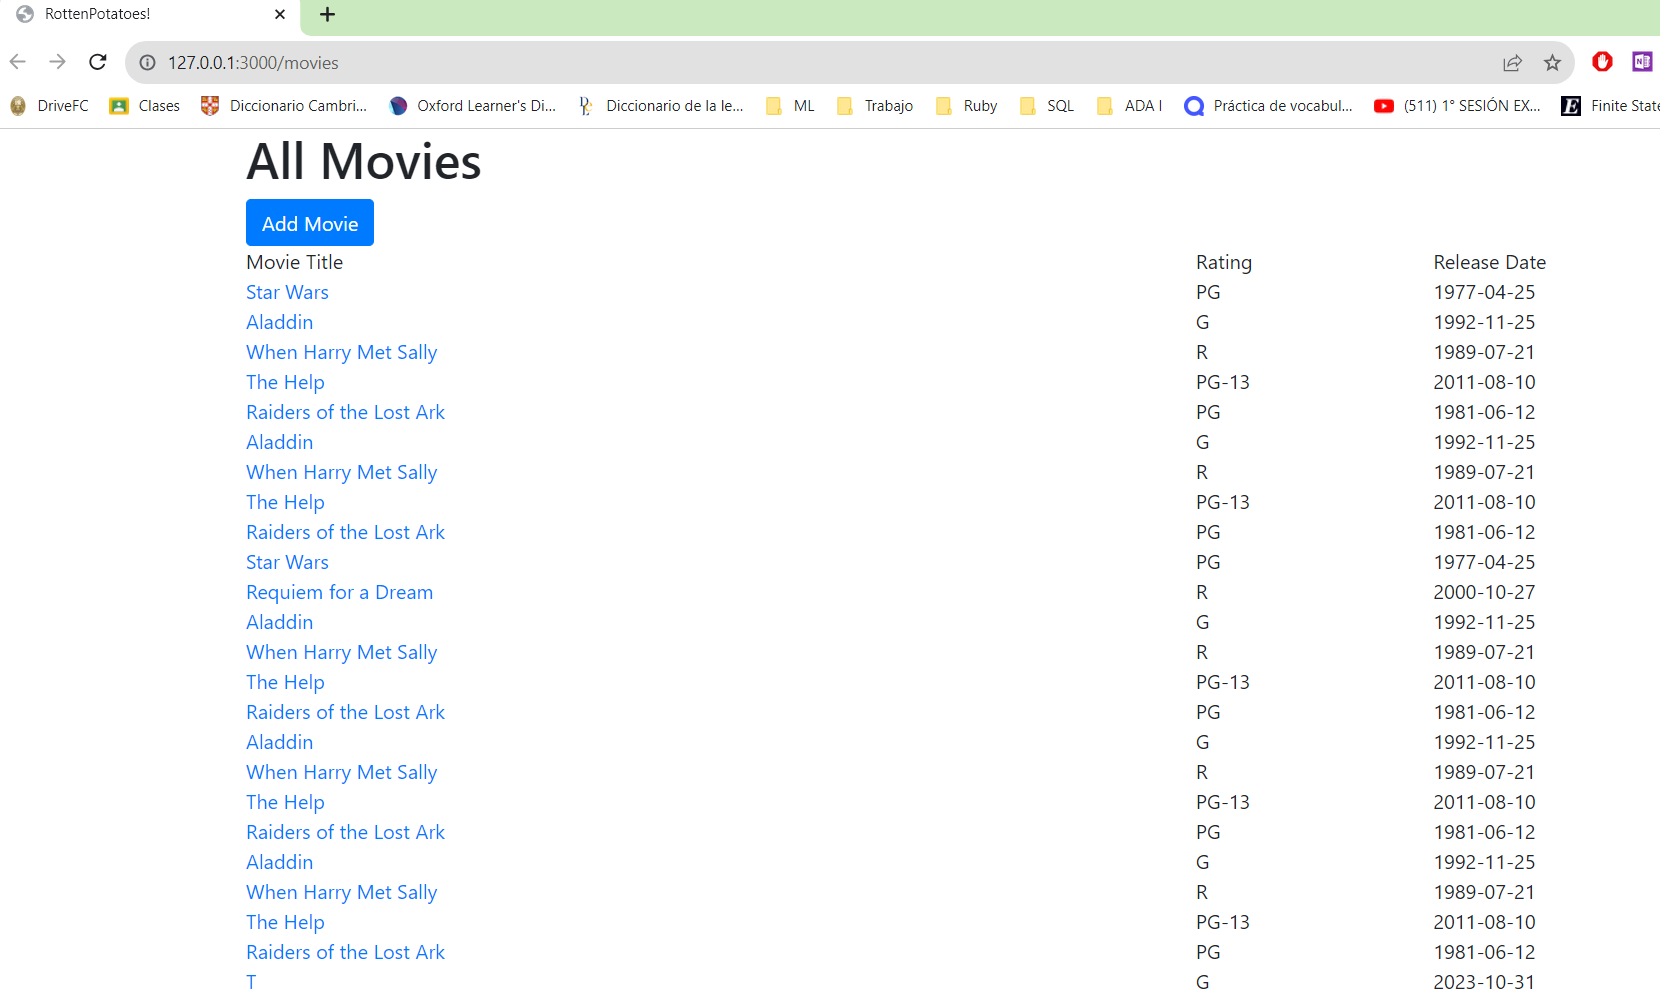 RottenPotatoes!
127.0.0.1:3000/movies
DriveFC Clases Diccionario Cambri... Oxford Learner's Di... Diccionario de la le... ML Trabajo Ruby SQL ADA I Práctica de vocabul... (511) 1° SESIÓN EX... Finite State
All Movies
Add Movie
Movie Title Rating Release Date
Star Wars PG 1977-04-25
Aladdin G 1992-11-25
When Harry Met Sally R 1989-07-21
The Help PG-13 2011-08-10
Raiders of the Lost Ark PG 1981-06-12
Aladdin G 1992-11-25
When Harry Met Sally R 1989-07-21
The Help PG-13 2011-08-10
Raiders of the Lost Ark PG 1981-06-12
Star Wars PG 1977-04-25
Requiem for a Dream R 2000-10-27
Aladdin G 1992-11-25
When Harry Met Sally R 1989-07-21
The Help PG-13 2011-08-10
Raiders of the Lost Ark PG 1981-06-12
Aladdin G 1992-11-25
When Harry Met Sally R 1989-07-21
The Help PG-13 2011-08-10
Raiders of the Lost Ark PG 1981-06-12
Aladdin G 1992-11-25
When Harry Met Sally R 1989-07-21
The Help PG-13 2011-08-10
Raiders of the Lost Ark PG 1981-06-12
T G 2023-10-31